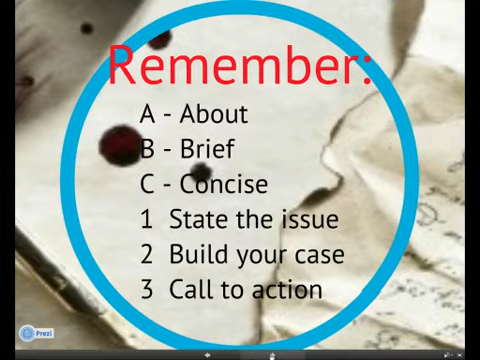 Remember:
A - About
B - Brief
C - Concise
1 State the issue
2 Build your case
3 Call to action
Prezi